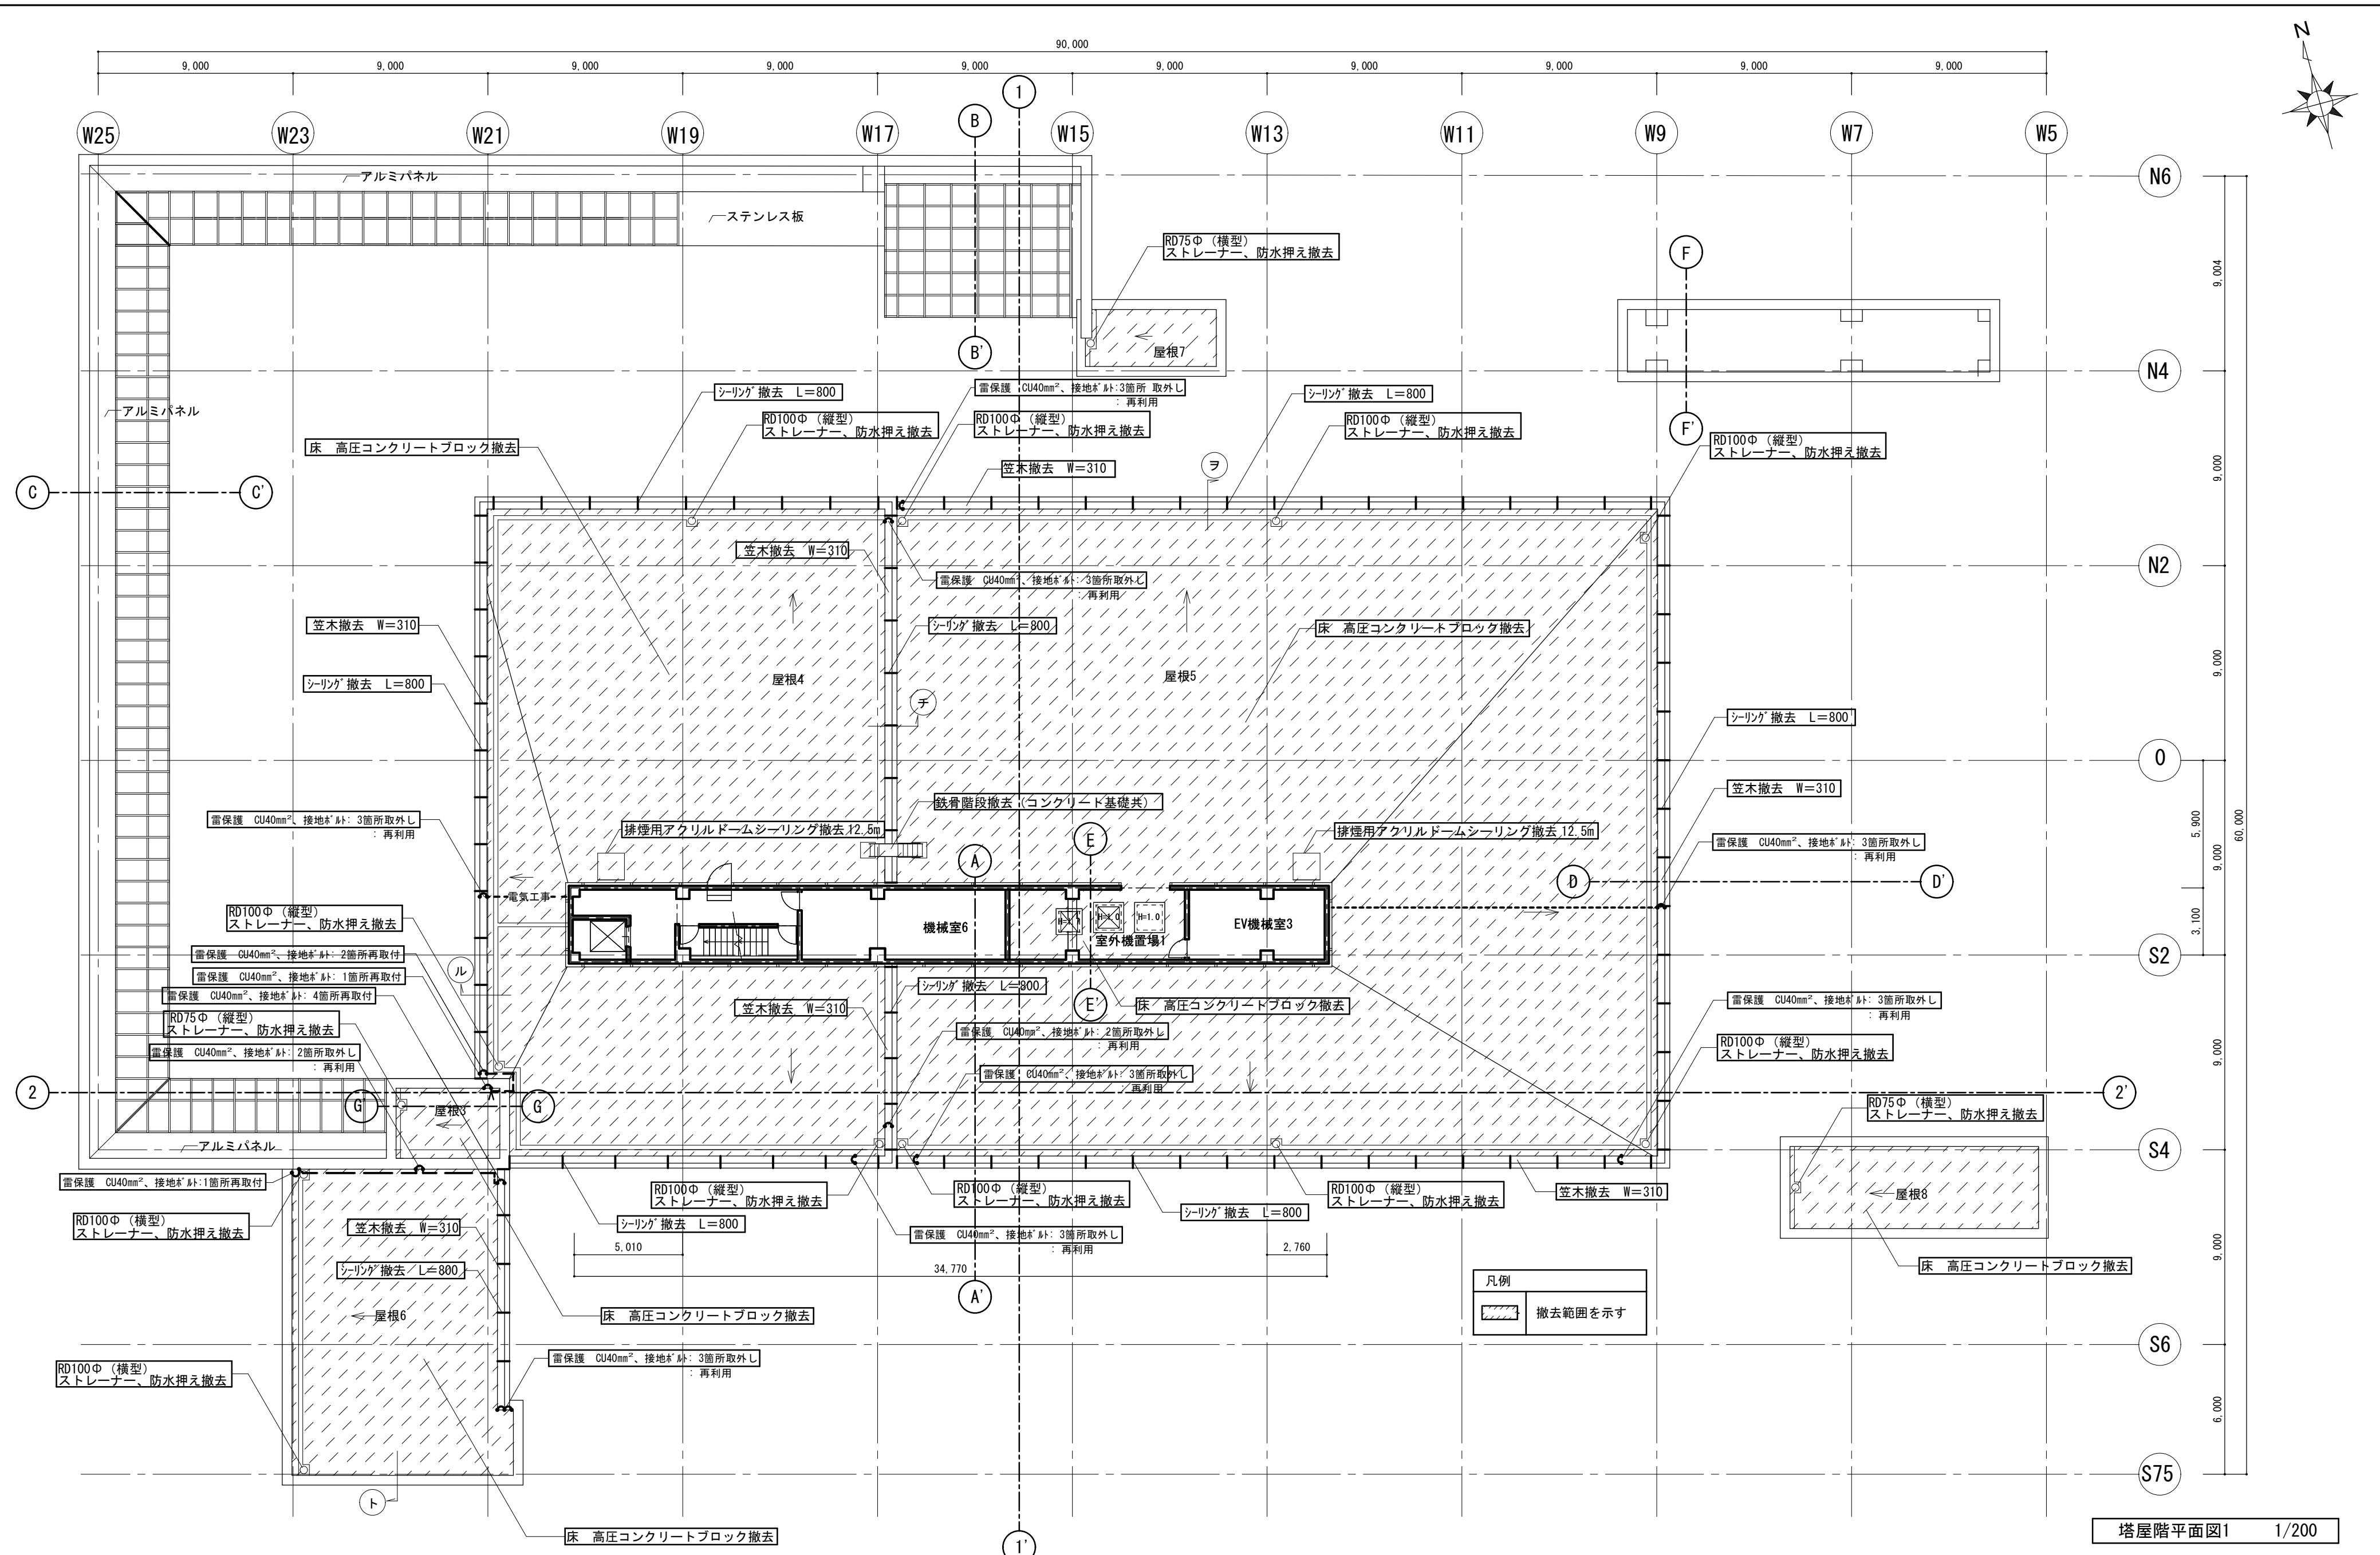 90,000
9,000
9,000
9,000
9,000
9,000
9,000
9,000
9,000
9,000
9,000
N
1
B
W25
W23
W21
W19
W17
W15
W13
W11
W9
W7
W5
アルミパネル
N6
ステンレス板
RD75Φ（横型）
ストレーナー、防水押え撤去
F
9,004
B'
屋根7
N4
シーリング撤去 L＝800
雷保護 CU40mm²、接地ボルト:3箇所 取外し
：再利用
シーリング撤去 L＝800
アルミパネル
RD100Φ（縦型）
ストレーナー、防水押え撤去
RD100Φ（縦型）
ストレーナー、防水押え撤去
RD100Φ（縦型）
ストレーナー、防水押え撤去
F'
床 高圧コンクリートブロック撤去
RD100Φ（縦型）
ストレーナー、防水押え撤去
笠木撤去 W＝310
ヲ
9,000
C
C'
笠木撤去 W＝310
N2
雷保護 CU40mm²、接地ボルト: 3箇所取外し
：再利用
笠木撤去 W＝310
シーリング撤去 L＝800
床 高圧コンクリートブロック撤去
9,000
屋根4
屋根5
シーリング撤去 L＝800
チ
シーリング撤去 L＝800
O
笠木撤去 W＝310
鉄骨階段撤去（コンクリート基礎共）
雷保護 CU40mm²、接地ボルト: 3箇所取外し
：再利用
排煙用アクリルドームシーリング撤去 12.5m
排煙用アクリルドームシーリング撤去 12.5m
5,900
9,000
60,000
E
雷保護 CU40mm²、接地ボルト: 3箇所取外し
：再利用
A
D
D'
電気工事
RD100Φ（縦型）
ストレーナー、防水押え撤去
機械室6
H=1.0
H=1.0
EV機械室3
室外機置場1
3,100
雷保護 CU40mm²、接地ボルト: 2箇所再取付
S2
ル
雷保護 CU40mm²、接地ボルト: 1箇所再取付
シーリング撤去 L＝800
雷保護 CU40mm²、接地ボルト: 4箇所再取付
笠木撤去 W＝310
E'
床 高圧コンクリートブロック撤去
雷保護 CU40mm²、接地ボルト: 3箇所取外し
：再利用
RD75Φ（縦型）
ストレーナー、防水押え撤去
雷保護 CU40mm²、接地ボルト: 2箇所取外し
：再利用
RD100Φ（縦型）
ストレーナー、防水押え撤去
雷保護 CU40mm²、接地ボルト: 2箇所取外し
：再利用
9,000
雷保護 CU40mm²、接地ボルト: 3箇所取外し
：再利用
2
2'
G'
G
屋根3
RD75Φ（横型）
ストレーナー、防水押え撤去
アルミパネル
S4
雷保護 CU40mm²、接地ボルト:1箇所再取付
RD100Φ（縦型）
ストレーナー、防水押え撤去
RD100Φ（縦型）
ストレーナー、防水押え撤去
RD100Φ（縦型）
ストレーナー、防水押え撤去
笠木撤去 W＝310
屋根8
RD100Φ（横型）
ストレーナー、防水押え撤去
笠木撤去 W＝310
シーリング撤去 L＝800
シーリング撤去 L＝800
雷保護 CU40mm²、接地ボルト: 3箇所取外し
：再利用
5,010
2,760
9,000
シーリング撤去 L＝800
34,770
床 高圧コンクリートブロック撤去
A'
凡例
撤去範囲を示す
屋根6
床 高圧コンクリートブロック撤去
S6
雷保護 CU40mm²、接地ボルト: 3箇所取外し
：再利用
RD100Φ（横型）
ストレーナー、防水押え撤去
6,000
S75
ト
床 高圧コンクリートブロック撤去
1'
塔屋階平面図1 1/200